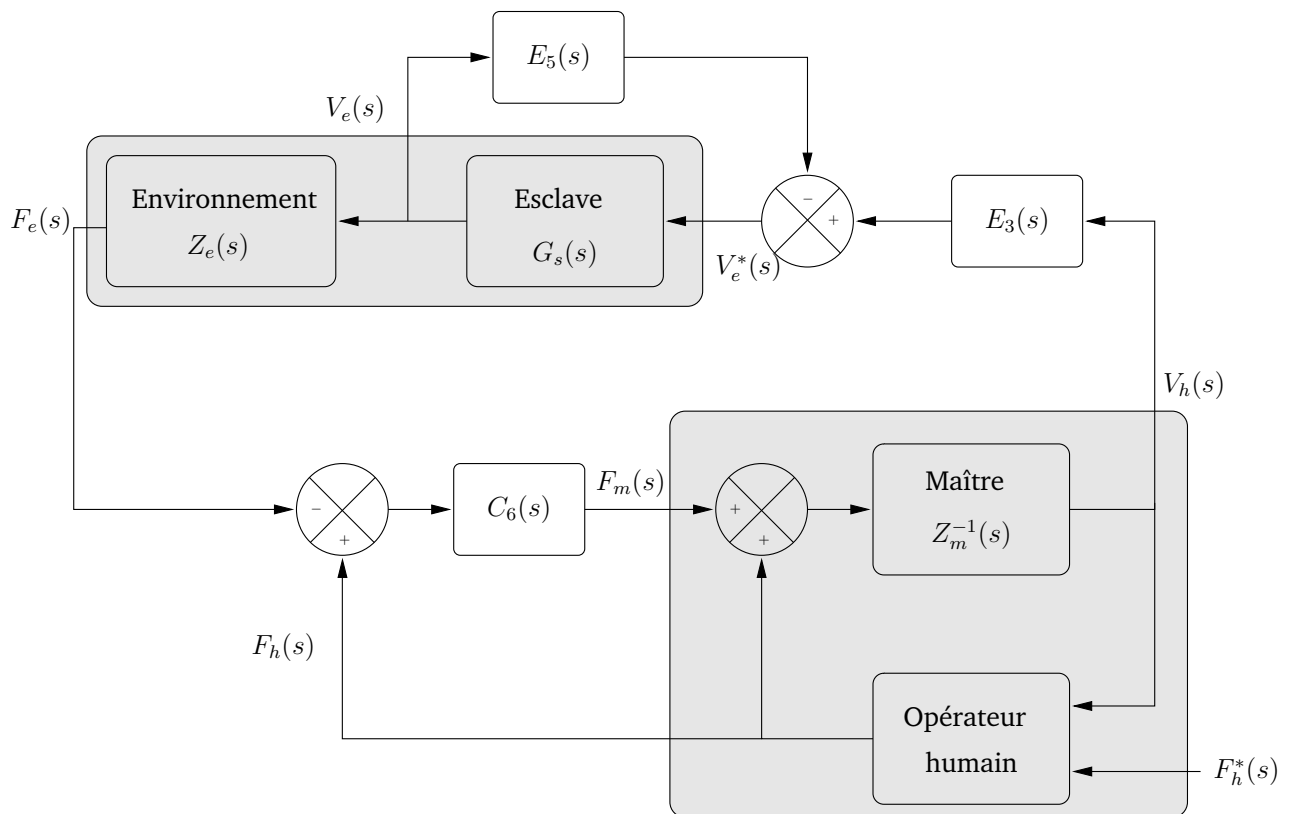 E_5(s)
V_e(s)
Environnement
Z_e(s)
Esclave
G_s(s)
F_e(s)
−
+
V_e^*(s)
E_3(s)
V_h(s)
−
+
C_6(s)
F_m(s)
+
+
Maître
Z_m^{-1}(s)
F_h(s)
Opérateur
humain
F_h^*(s)